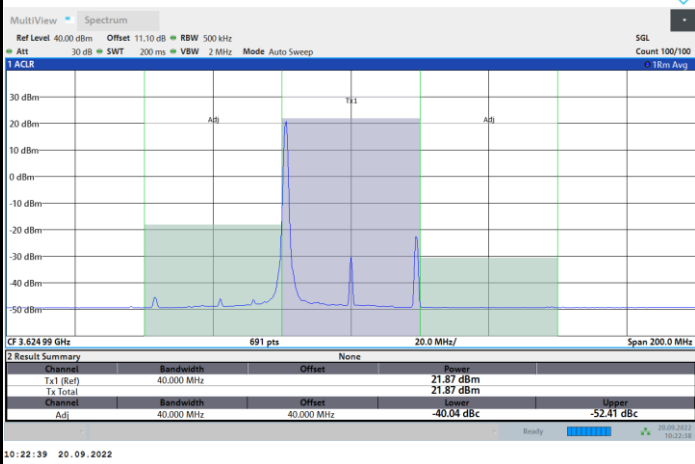 MultiView Spectrum
Ref Level 40.00 dBm Offset 11.10 dB RBW 500 kHz SGL
Att 30 dB SWT 200 ms VBW 2 MHz Mode Auto Sweep Count 100/100
1 ACLR 1Rm Avg
30 dBm
Tx1
20 dBm
Adj Adj
10 dBm
0 dBm
-10 dBm
-20 dBm
-30 dBm
-40 dBm
-50 dBm
CF 3.624 99 GHz 691 pts 20.0 MHz/ Span 200.0 MHz
2 Result Summary None
Channel Bandwidth Offset Power
Tx1 (Ref) 40.000 MHz 21.87 dBm
Tx Total 21.87 dBm
Channel Bandwidth Offset Lower Upper
Adj 40.000 MHz 40.000 MHz -40.04 dBc -52.41 dBc
Ready 20.09.2022
10:22:38
10:22:39 20.09.2022